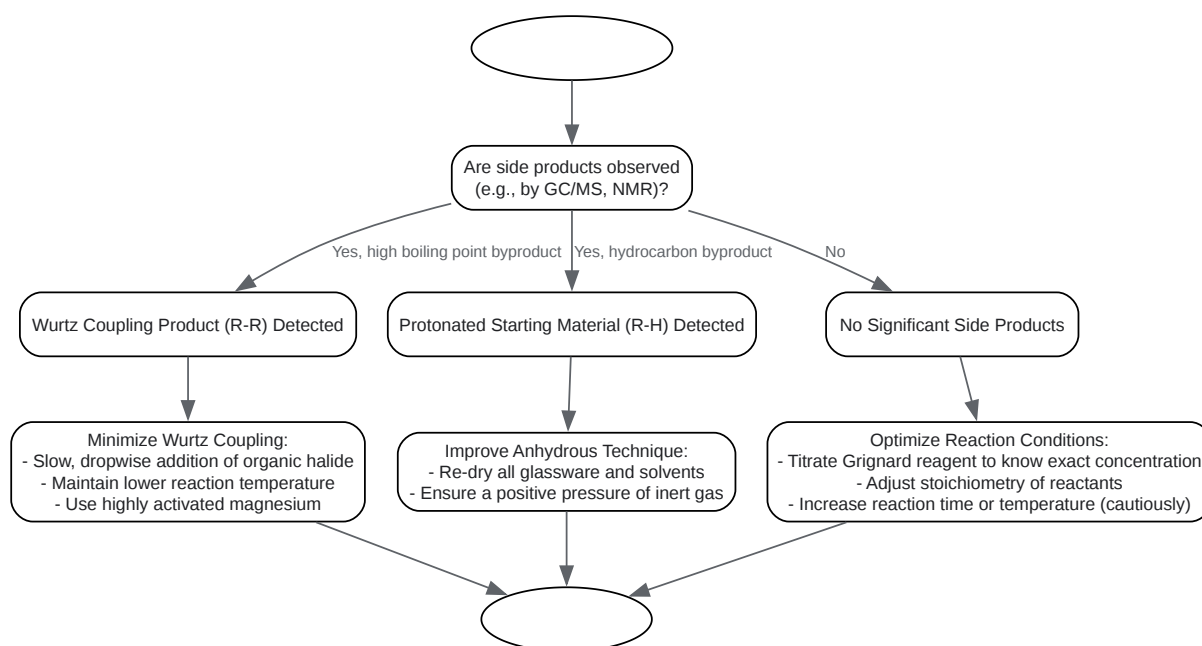 Are side products observed
(e.g., by GC/MS, NMR)?
Yes, high boiling point byproduct
Yes, hydrocarbon byproduct
No
Wurtz Coupling Product (R-R) Detected
Protonated Starting Material (R-H) Detected
No Significant Side Products
Minimize Wurtz Coupling:
- Slow, dropwise addition of organic halide
- Maintain lower reaction temperature
- Use highly activated magnesium
Improve Anhydrous Technique:
- Re-dry all glassware and solvents
- Ensure a positive pressure of inert gas
Optimize Reaction Conditions:
- Titrate Grignard reagent to know exact concentration
- Adjust stoichiometry of reactants
- Increase reaction time or temperature (cautiously)